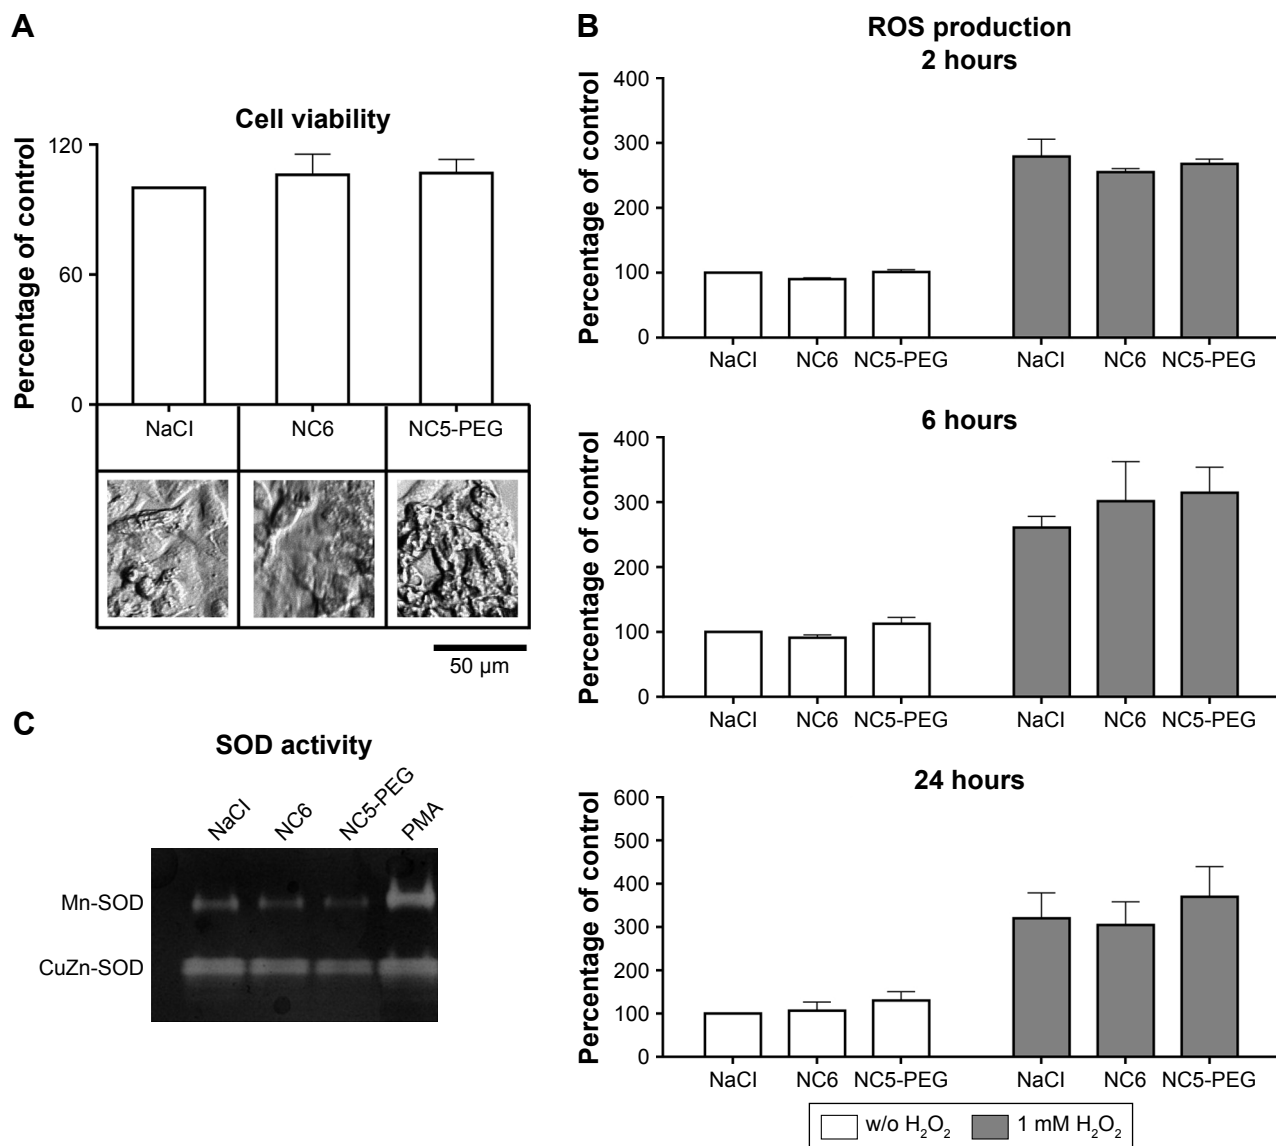 A
Cell viability
Percentage of control
120
60
0
NaCl
NC6
NC5-PEG
50 µm
B
ROS production
2 hours
Percentage of control
400
300
200
100
0
NaCl
NC6
NC5-PEG
NaCl
NC6
NC5-PEG
6 hours
Percentage of control
400
300
200
100
0
NaCl
NC6
NC5-PEG
NaCl
NC6
NC5-PEG
24 hours
Percentage of control
600
500
400
300
200
100
0
NaCl
NC6
NC5-PEG
NaCl
NC6
NC5-PEG
w/o H₂O₂
1 mM H₂O₂
C
SOD activity
NaCl
NC6
NC5-PEG
PMA
Mn-SOD
CuZn-SOD